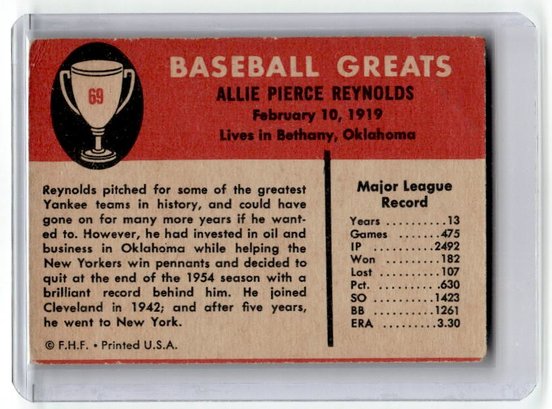 69
BASEBALL GREATS
ALLIE PIERCE REYNOLDS
February 10, 1919
Lives in Bethany, Oklahoma
Reynolds pitched for some of the greatest
Yankee teams in history, and could have
gone on for many more years if he want-
ed to. However, he had invested in oil and
business in Oklahoma while helping the
New Yorkers win pennants and decided to
quit at the end of the 1954 season with a
brilliant record behind him. He joined
Cleveland in 1942; and after five years,
he went to New York.
© F.H.F. • Printed U.S.A.
Major League
Record
Years ..........13
Games ........475
IP ............2492
Won ..........182
Lost ..........107
Pct. ..........630
SO ..........1423
BB ..........1261
ERA .........3.30